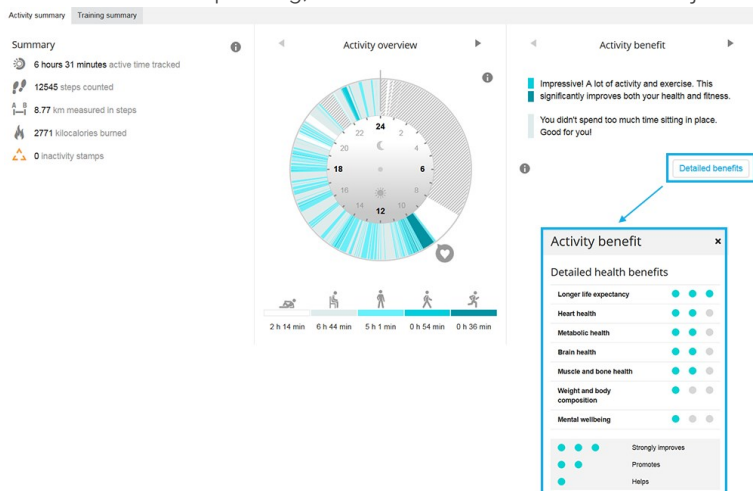 Activity summary Training summary
Summary
6 hours 31 minutes active time tracked
12545 steps counted
A B
8.77 km measured in steps
2771 kilocalories burned
0 inactivity stamps
Activity overview
24
2
4
6
8
10
12
14
16
18
20
22
2 h 14 min 6 h 44 min 5 h 1 min 0 h 54 min 0 h 36 min
Activity benefit
Impressive! A lot of activity and exercise. This
significantly improves both your health and fitness.
You didn't spend too much time sitting in place.
Good for you!
Detailed benefits
Activity benefit ×
Detailed health benefits
Longer life expectancy
Heart health
Metabolic health
Brain health
Muscle and bone health
Weight and body
composition
Mental wellbeing
Strongly improves
Promotes
Helps